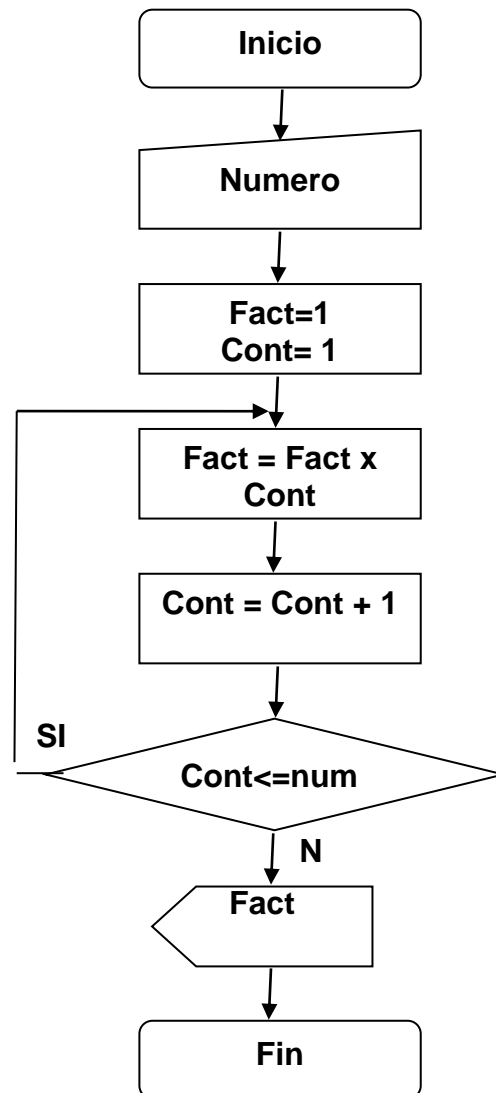 Inicio
Numero
Fact=1
Cont= 1
Fact = Fact x
Cont
Cont = Cont + 1
SI
Cont<=num
N
Fact
Fin